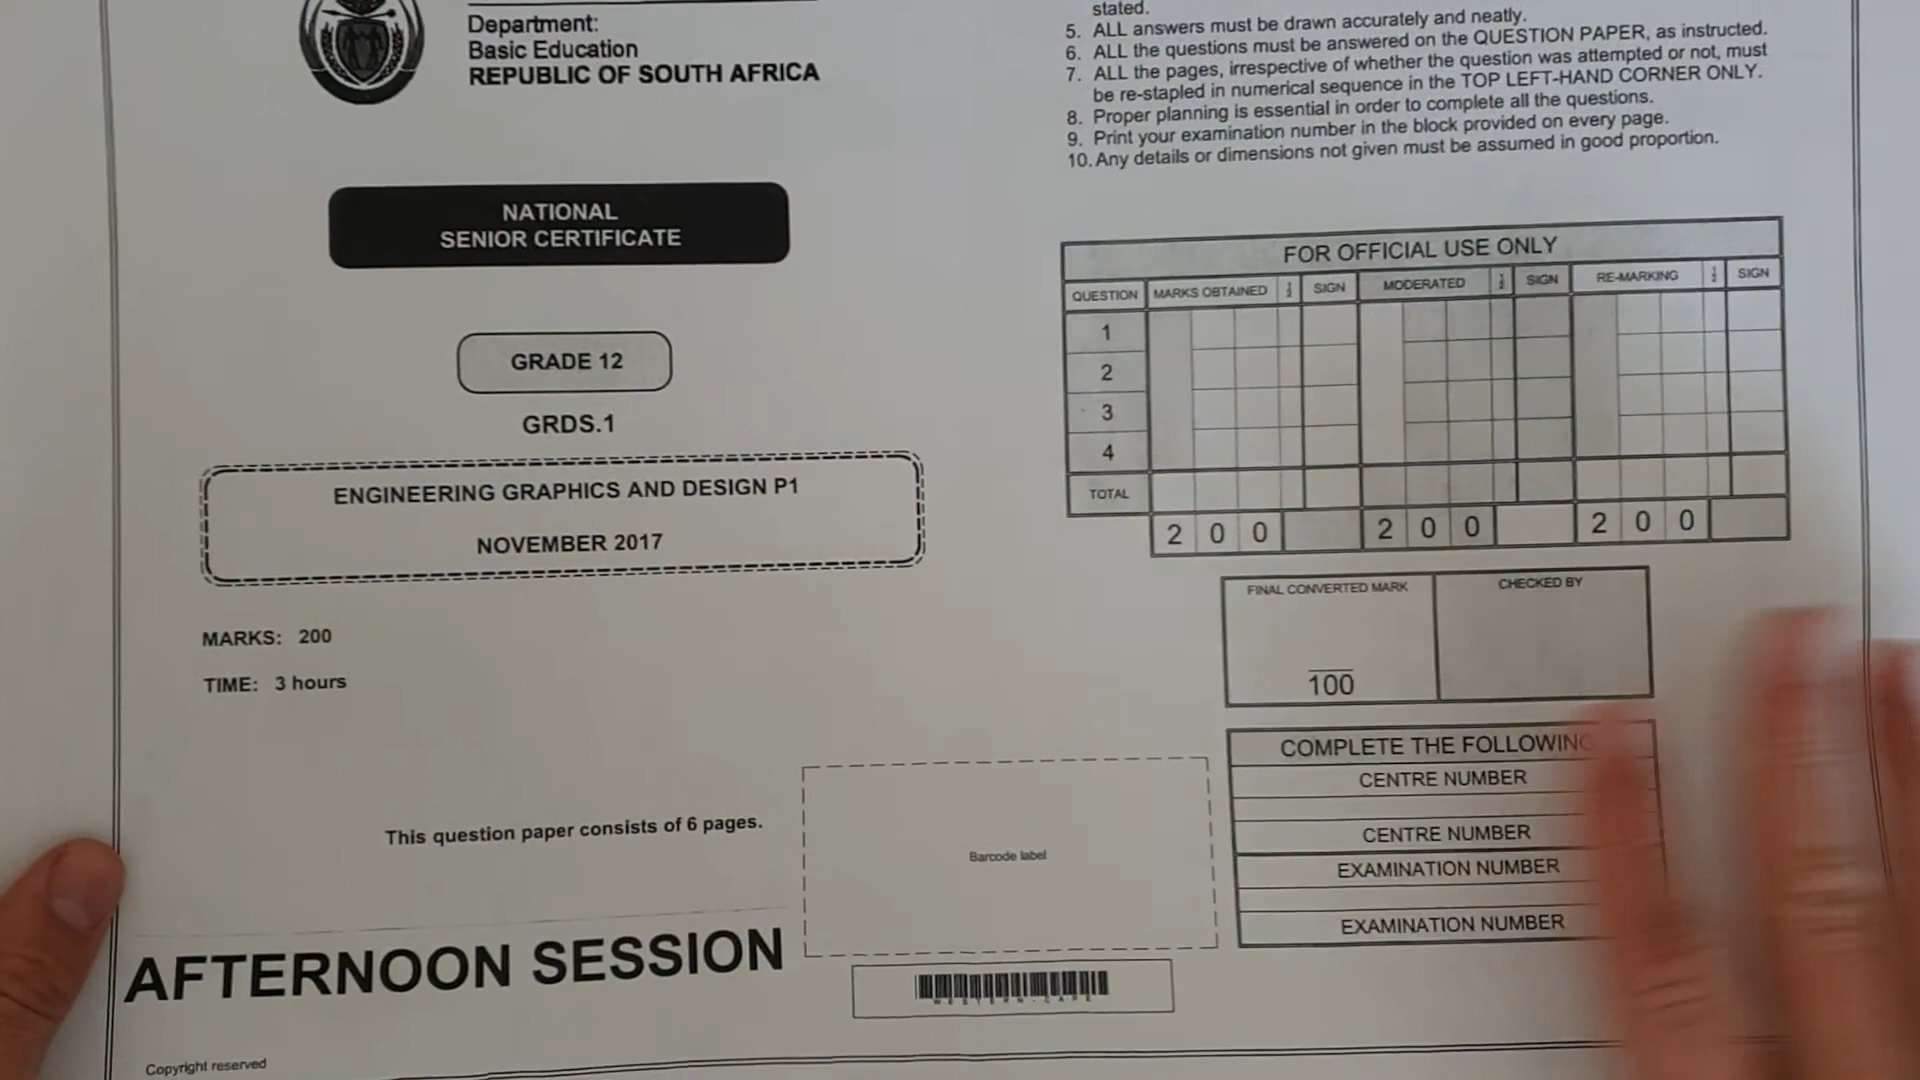 Department:
Basic Education
REPUBLIC OF SOUTH AFRICA
NATIONAL
SENIOR CERTIFICATE
GRADE 12
GRDS.1
ENGINEERING GRAPHICS AND DESIGN P1
NOVEMBER 2017
MARKS: 200
TIME: 3 hours
This question paper consists of 6 pages.
AFTERNOON SESSION
Copyright reserved
stated.
5. ALL answers must be drawn accurately and neatly.
6. ALL the questions must be answered on the QUESTION PAPER, as instructed.
7. ALL the pages, irrespective of whether the question was attempted or not, must
be re-stapled in numerical sequence in the TOP LEFT-HAND CORNER ONLY.
8. Proper planning is essential in order to complete all the questions.
9. Print your examination number in the block provided on every page.
10. Any details or dimensions not given must be assumed in good proportion.
FOR OFFICIAL USE ONLY
QUESTION MARKS OBTAINED ½ SIGN MODERATED ½ SIGN RE-MARKING ½ SIGN
1
2
3
4
TOTAL
2 0 0 2 0 0 2 0 0
FINAL CONVERTED MARK CHECKED BY
100
COMPLETE THE FOLLOWING
CENTRE NUMBER
CENTRE NUMBER
EXAMINATION NUMBER
EXAMINATION NUMBER
Barcode label
WESTERN-CAPE